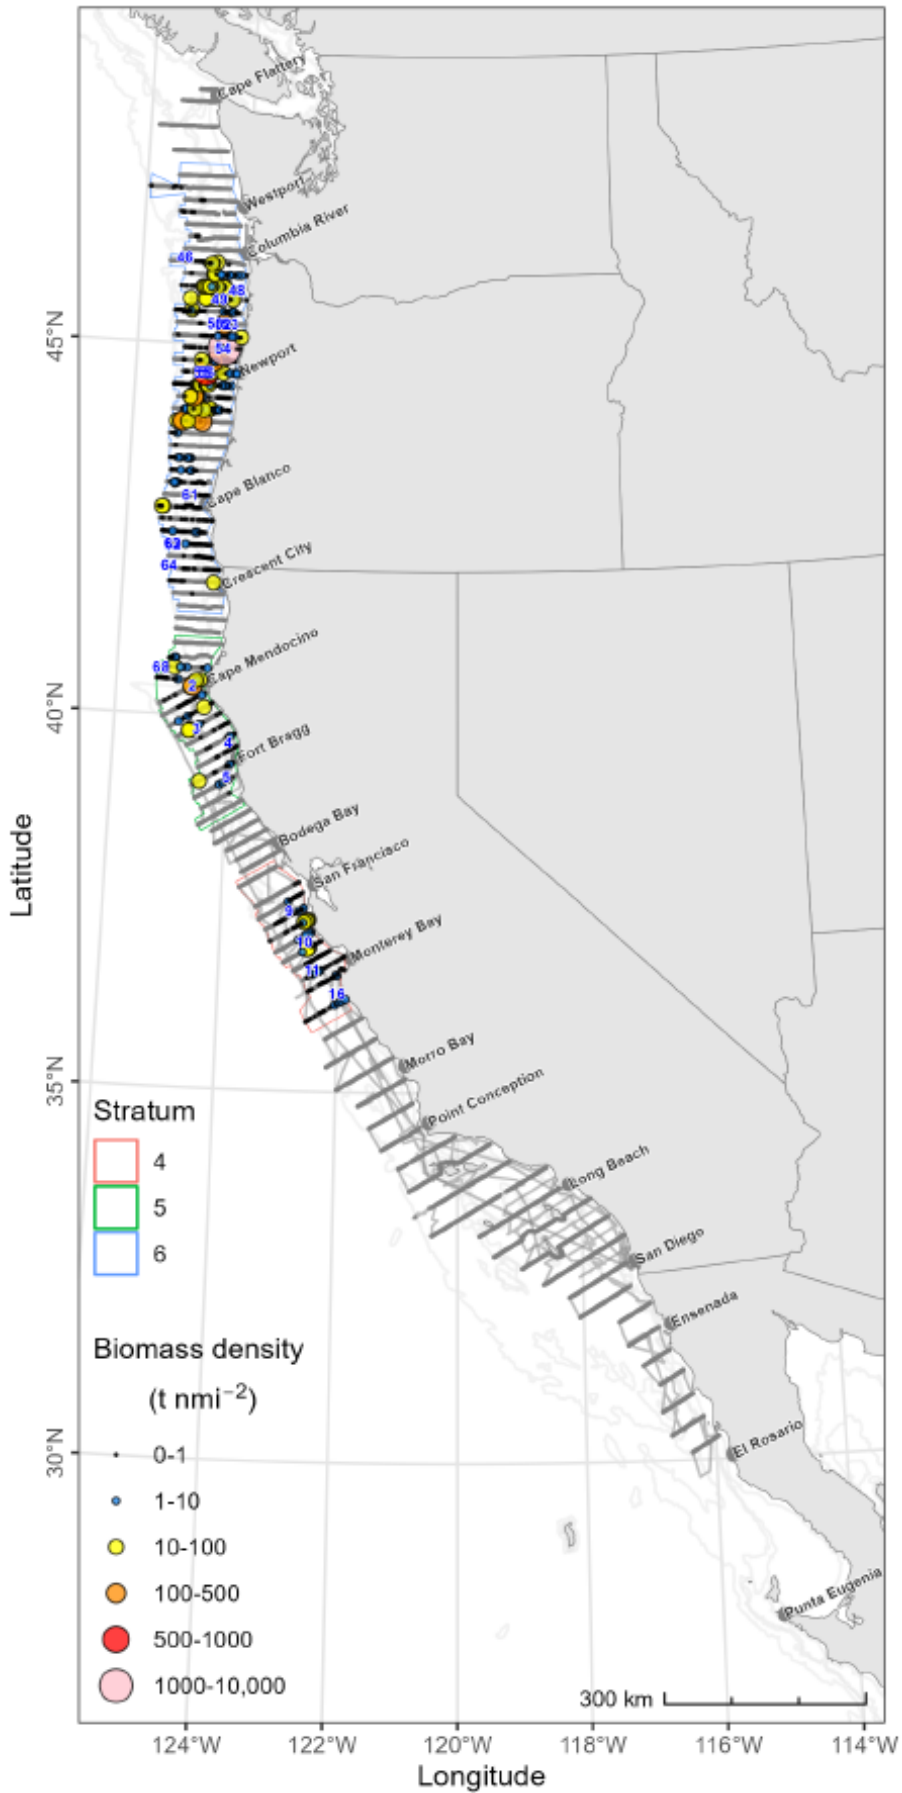 Cape Flattery
Westport
Columbia River
46
48
49
45°N
54
Newport
61
Cape Blanco
64
Crescent City
68
Cape Mendocino
2
40°N
4
Fort Bragg
5
Bodega Bay
San Francisco
9
10
Monterey Bay
11
16
Latitude
Morro Bay
35°N
Point Conception
Stratum
4
5
6
Long Beach
San Diego
Ensenada
Biomass density
(t nmi⁻²)
El Rosario
30°N
0-1
1-10
10-100
100-500
500-1000
1000-10,000
Punta Eugenia
300 km
124°W 122°W 120°W 118°W 116°W 114°W
Longitude